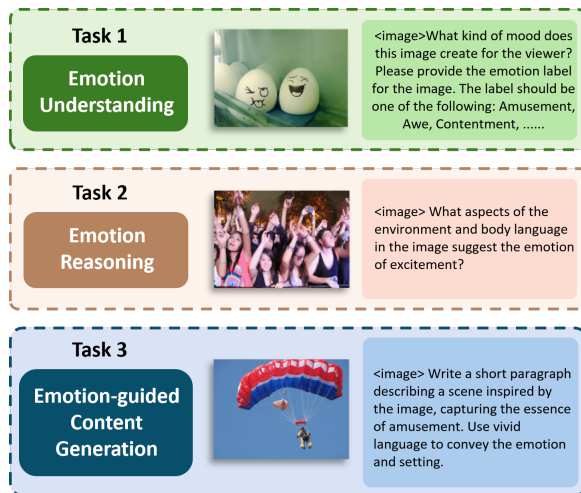 Task 1
Emotion
Understanding
<image>What kind of mood does
this image create for the viewer?
Please provide the emotion label
for the image. The label should be
one of the following: Amusement,
Awe, Contentment, ......
Task 2
Emotion
Reasoning
<image> What aspects of the
environment and body language
in the image suggest the emotion
of excitement?
Task 3
Emotion-guided
Content
Generation
<image> Write a short paragraph
describing a scene inspired by
the image, capturing the essence
of amusement. Use vivid
language to convey the emotion
and setting.